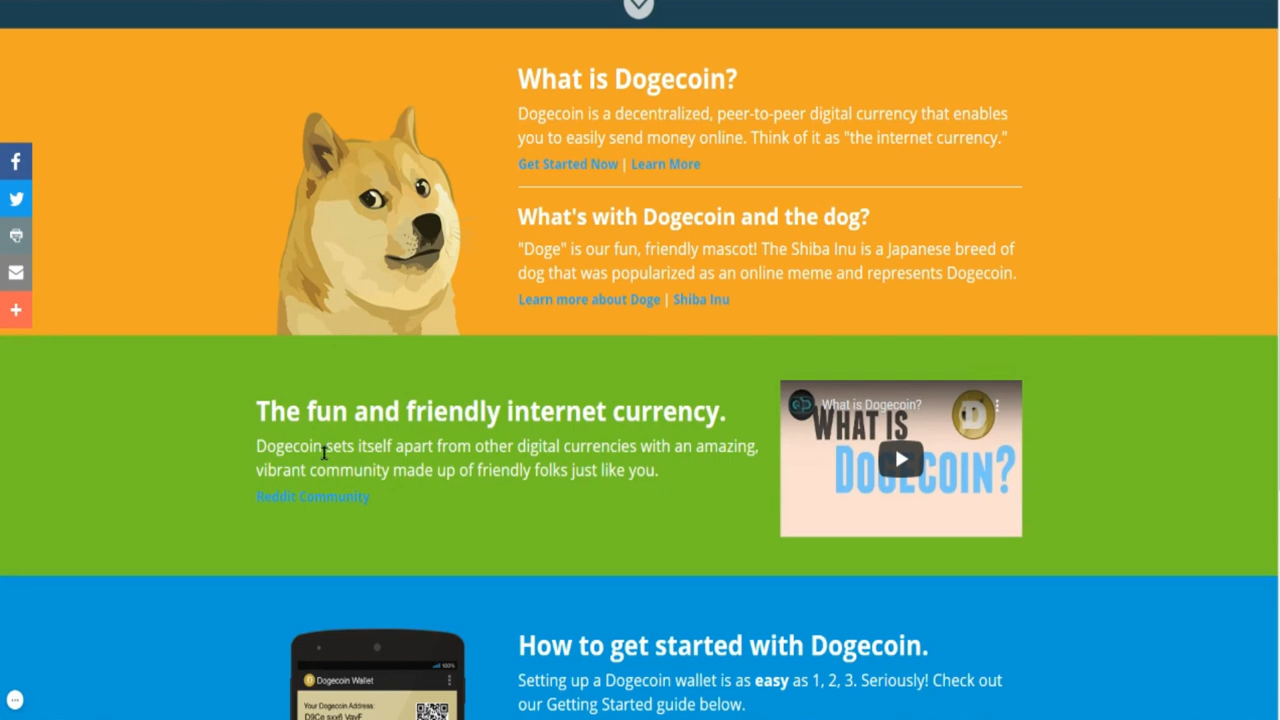 What is Dogecoin?
Dogecoin is a decentralized, peer-to-peer digital currency that enables
you to easily send money online. Think of it as "the internet currency."
Get Started Now | Learn More
What's with Dogecoin and the dog?
"Doge" is our fun, friendly mascot! The Shiba Inu is a Japanese breed of
dog that was popularized as an online meme and represents Dogecoin.
Learn more about Doge | Shiba Inu
The fun and friendly internet currency.
Dogecoin sets itself apart from other digital currencies with an amazing,
vibrant community made up of friendly folks just like you.
Reddit Community
What is Dogecoin?
WHAT IS
DOGECOIN?
How to get started with Dogecoin.
Setting up a Dogecoin wallet is as easy as 1, 2, 3. Seriously! Check out
our Getting Started guide below.
100%
Dogecoin Wallet
Your Dogecoin Address: